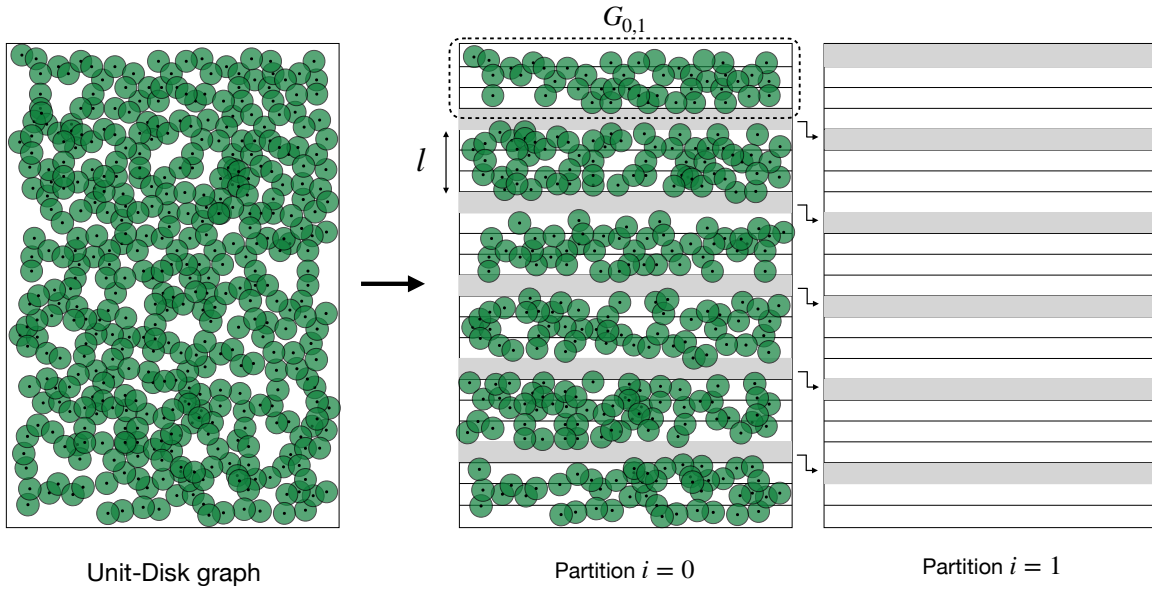 G0,1
l
Unit-Disk graph
Partition i = 0
Partition i = 1